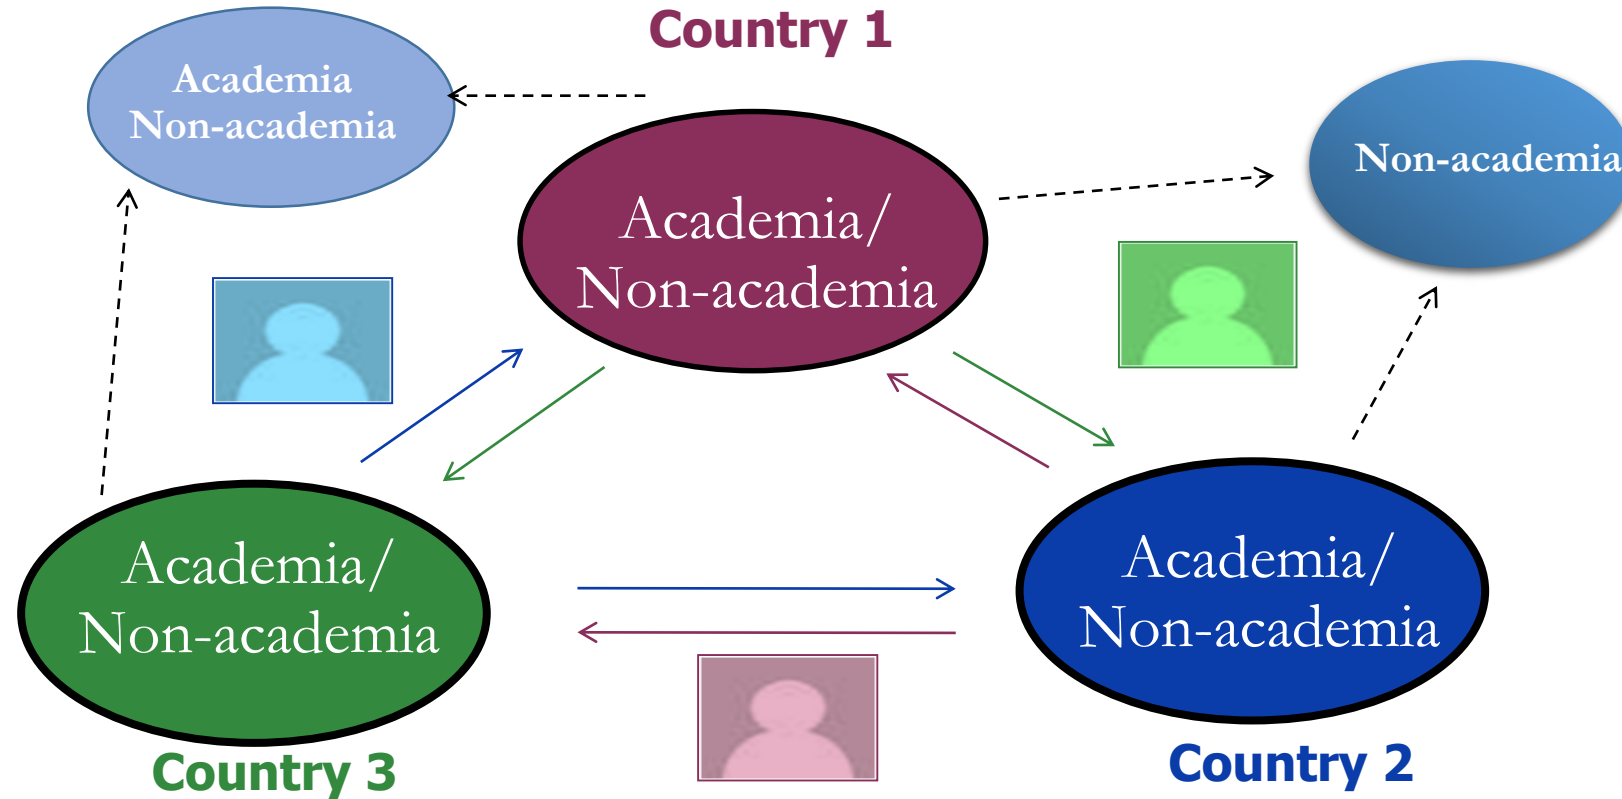 Country 1
Academia
Non-academia
Non-academia
Academia/
Non-academia
Academia/
Non-academia
Academia/
Non-academia
Country 3
Country 2